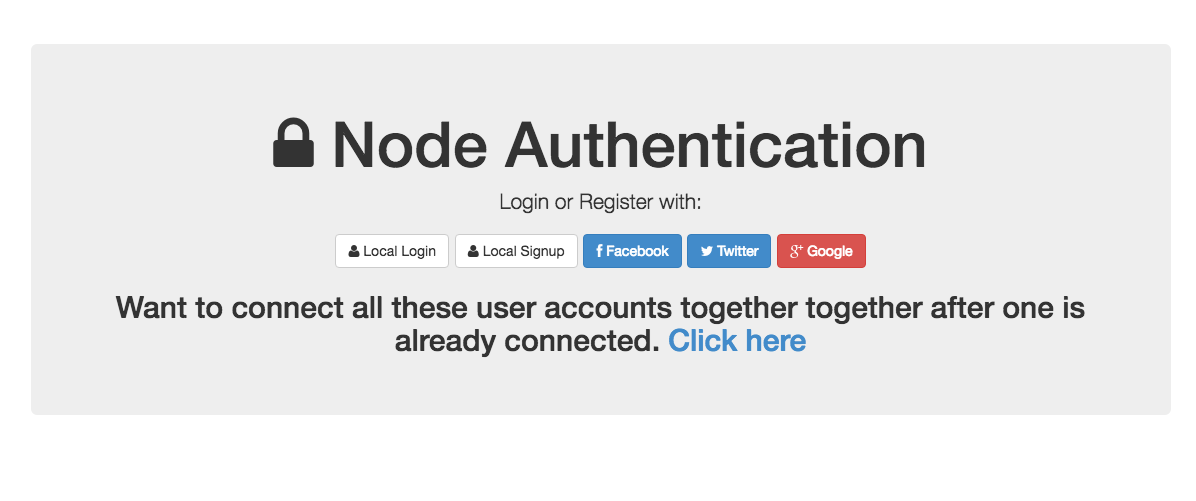 Node Authentication
Login or Register with:
Local Login Local Signup Facebook Twitter Google
Want to connect all these user accounts together together after one is
already connected. Click here